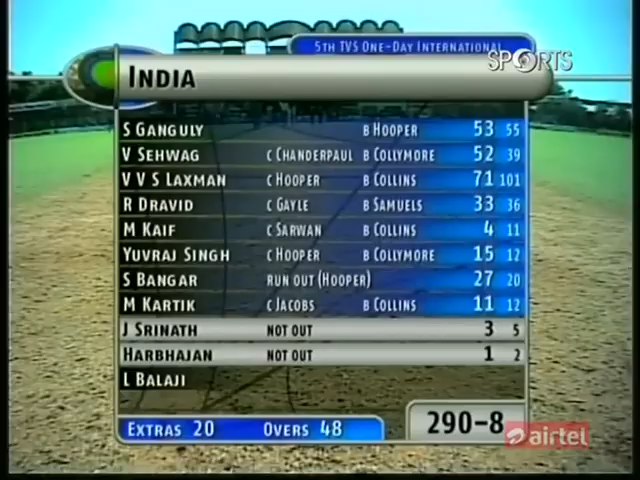 5TH TVS ONE-DAY INTERNATIONAL
SPORTS
INDIA
S GANGULY B HOOPER 53 55
V SEHWAG C CHANDERPAUL B COLLYMORE 52 39
V V S LAXMAN C HOOPER B COLLINS 71 101
R DRAVID C GAYLE B SAMUELS 33 36
M KAIF C SARWAN B COLLINS 4 11
YUVRAJ SINGH C HOOPER B COLLYMORE 15 12
S BANGAR RUN OUT (HOOPER) 27 20
M KARTIK C JACOBS B COLLINS 11 12
J SRINATH NOT OUT 3 5
HARBHAJAN NOT OUT 1 2
L BALAJI
EXTRAS 20 OVERS 48 290-8
airtel